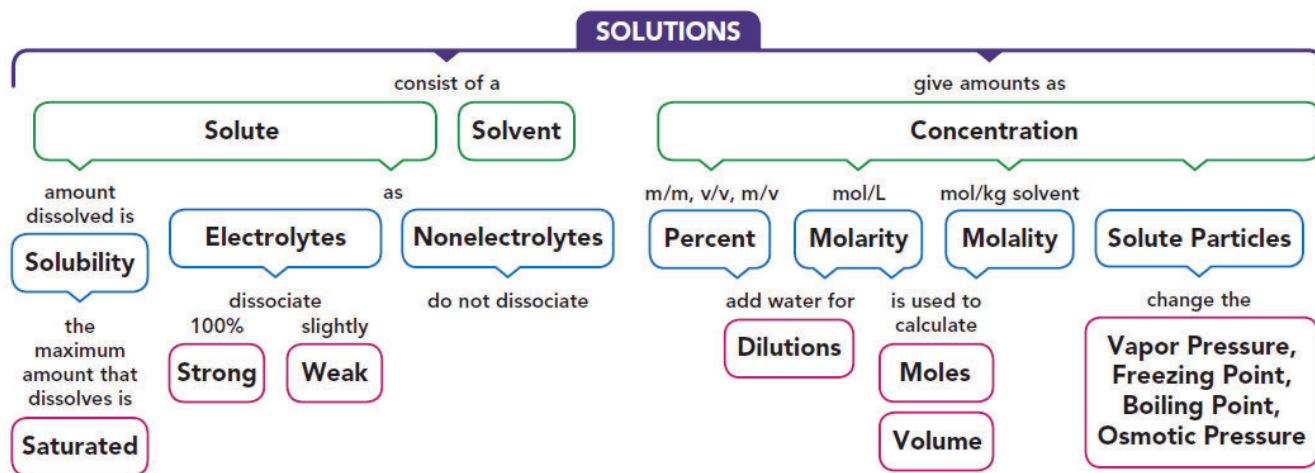 SOLUTIONS
consist of a
give amounts as
Solute
Solvent
Concentration
amount
dissolved is
as
m/m, v/v, m/v
mol/L
mol/kg solvent
Solubility
Electrolytes
Nonelectrolytes
Percent
Molarity
Molality
Solute Particles
the
maximum
amount that
dissolves is
dissociate
100%
slightly
do not dissociate
add water for
is used to
calculate
change the
Saturated
Strong
Weak
Dilutions
Moles
Volume
Vapor Pressure,
Freezing Point,
Boiling Point,
Osmotic Pressure